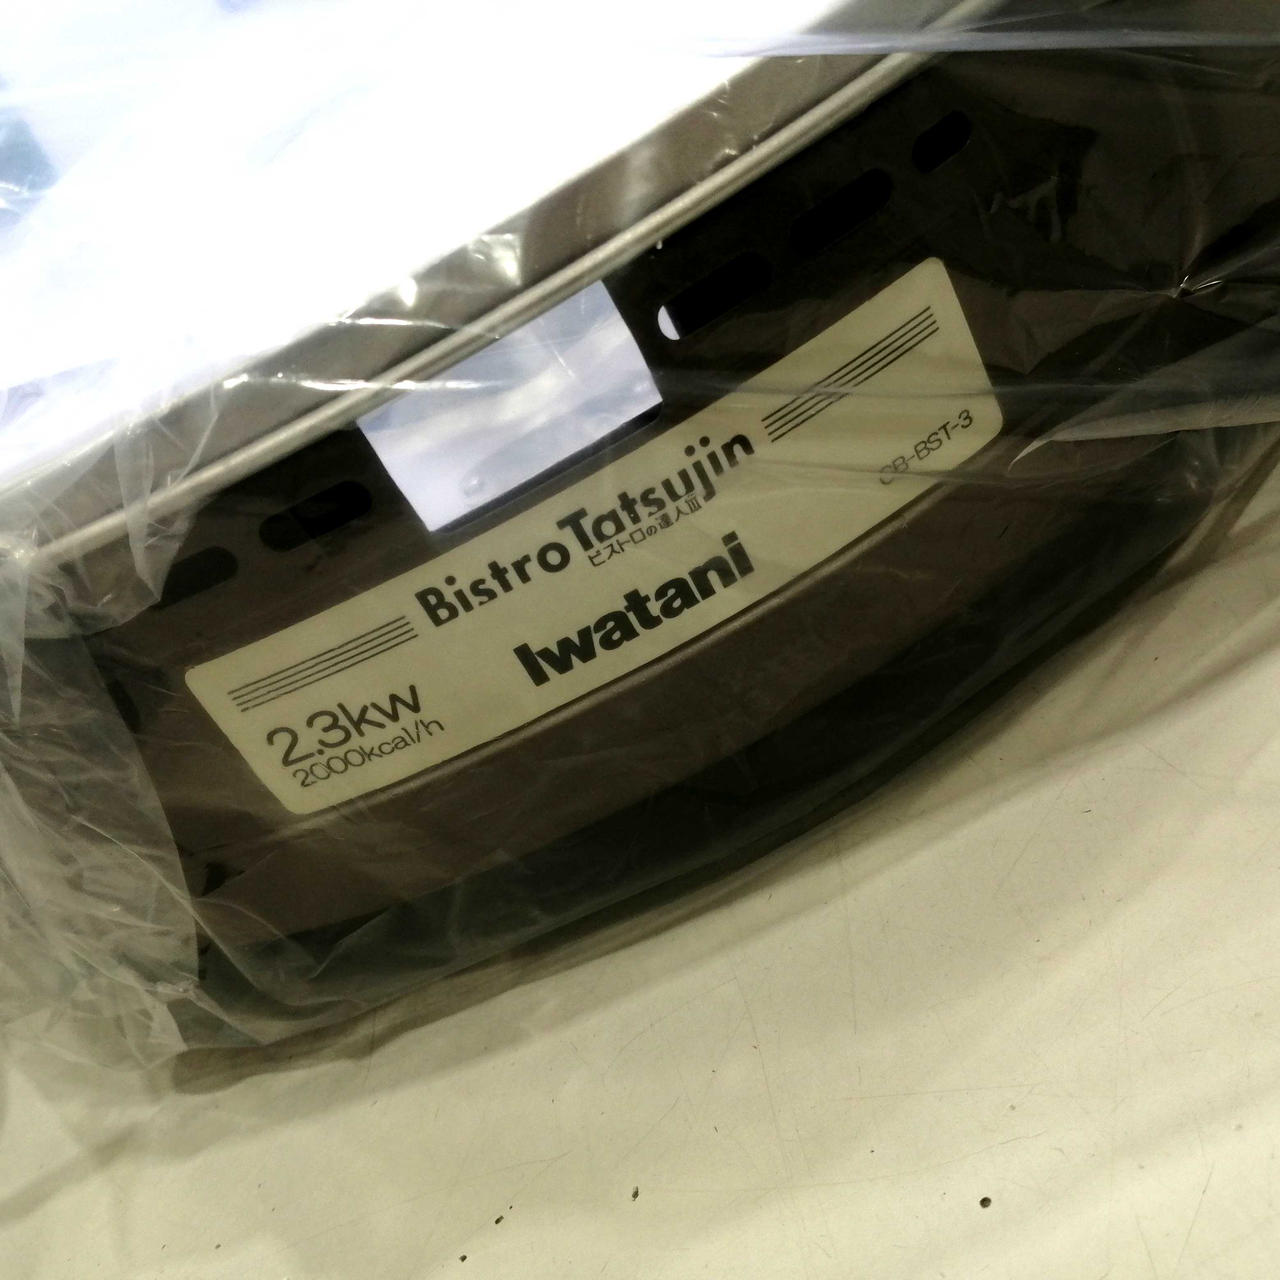 Bistro Tatsujin
ビストロの達人Ⅲ
Iwatani
CB-BST-3
2.3kw
2000kcal/h